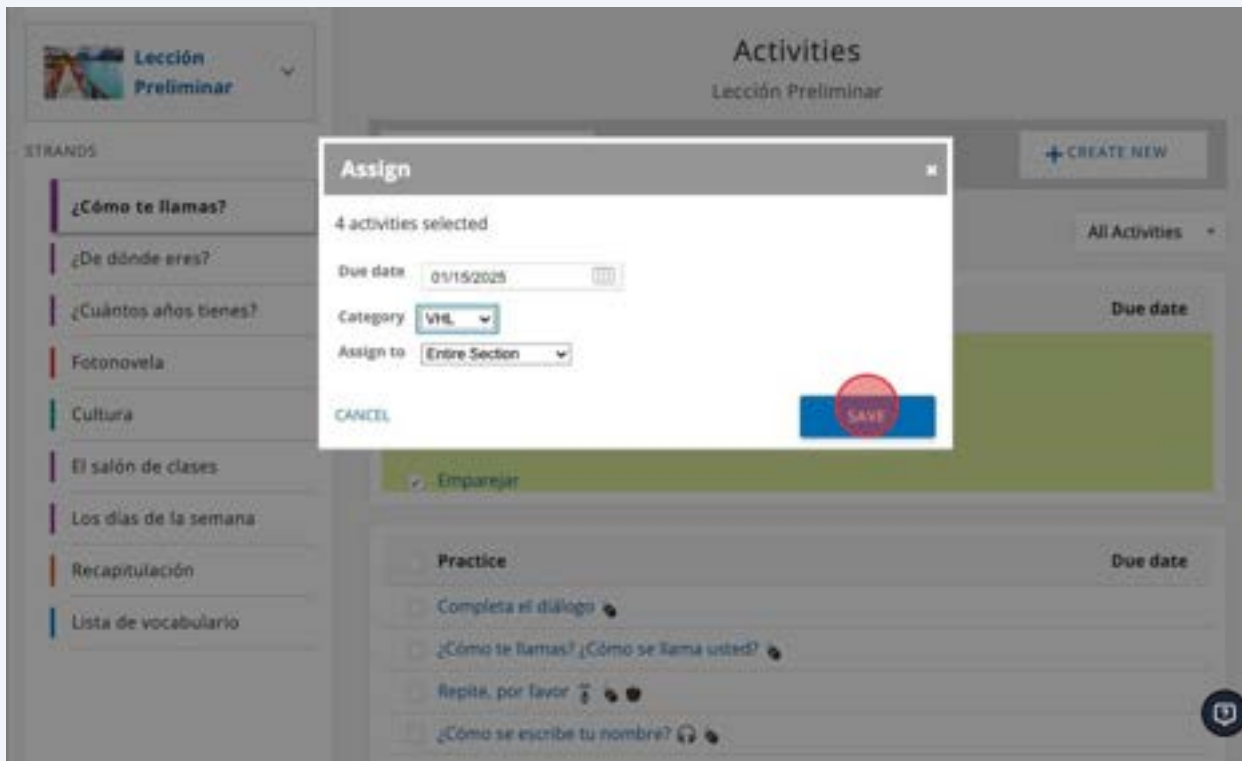 Lección
Preliminar
STRANDS
¿Cómo te llamas?
¿De dónde eres?
¿Cuántos años tienes?
Fotonovela
Cultura
El salón de clases
Los días de la semana
Recapitulación
Lista de vocabulario
Activities
Lección Preliminar
+ CREATE NEW
All Activities
Due date
Assign
4 activities selected
Due date 01/15/2025
Category VHL
Assign to Entire Section
CANCEL
SAVE
Emparejar
Practice Due date
Completa el diálogo
¿Cómo te llamas? ¿Cómo se llama usted?
Repite, por favor
¿Cómo se escribe tu nombre?